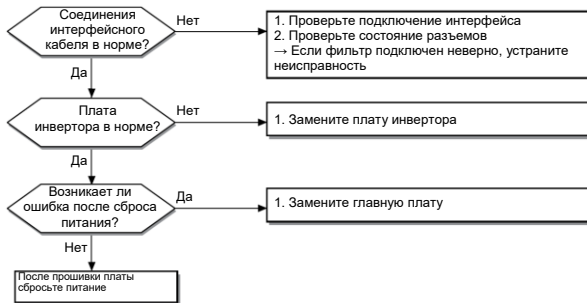 Соединения
интерфейсного
кабеля в норме?
Нет
1. Проверьте подключение интерфейса
2. Проверьте состояние разъемов
→ Если фильтр подключен неверно, устраните
неисправность
Да
Плата
инвертора в норме?
Нет
1. Замените плату инвертора
Да
Возникает ли
ошибка после сброса
питания?
Да
1. Замените главную плату
Нет
После прошивки платы
сбросьте питание